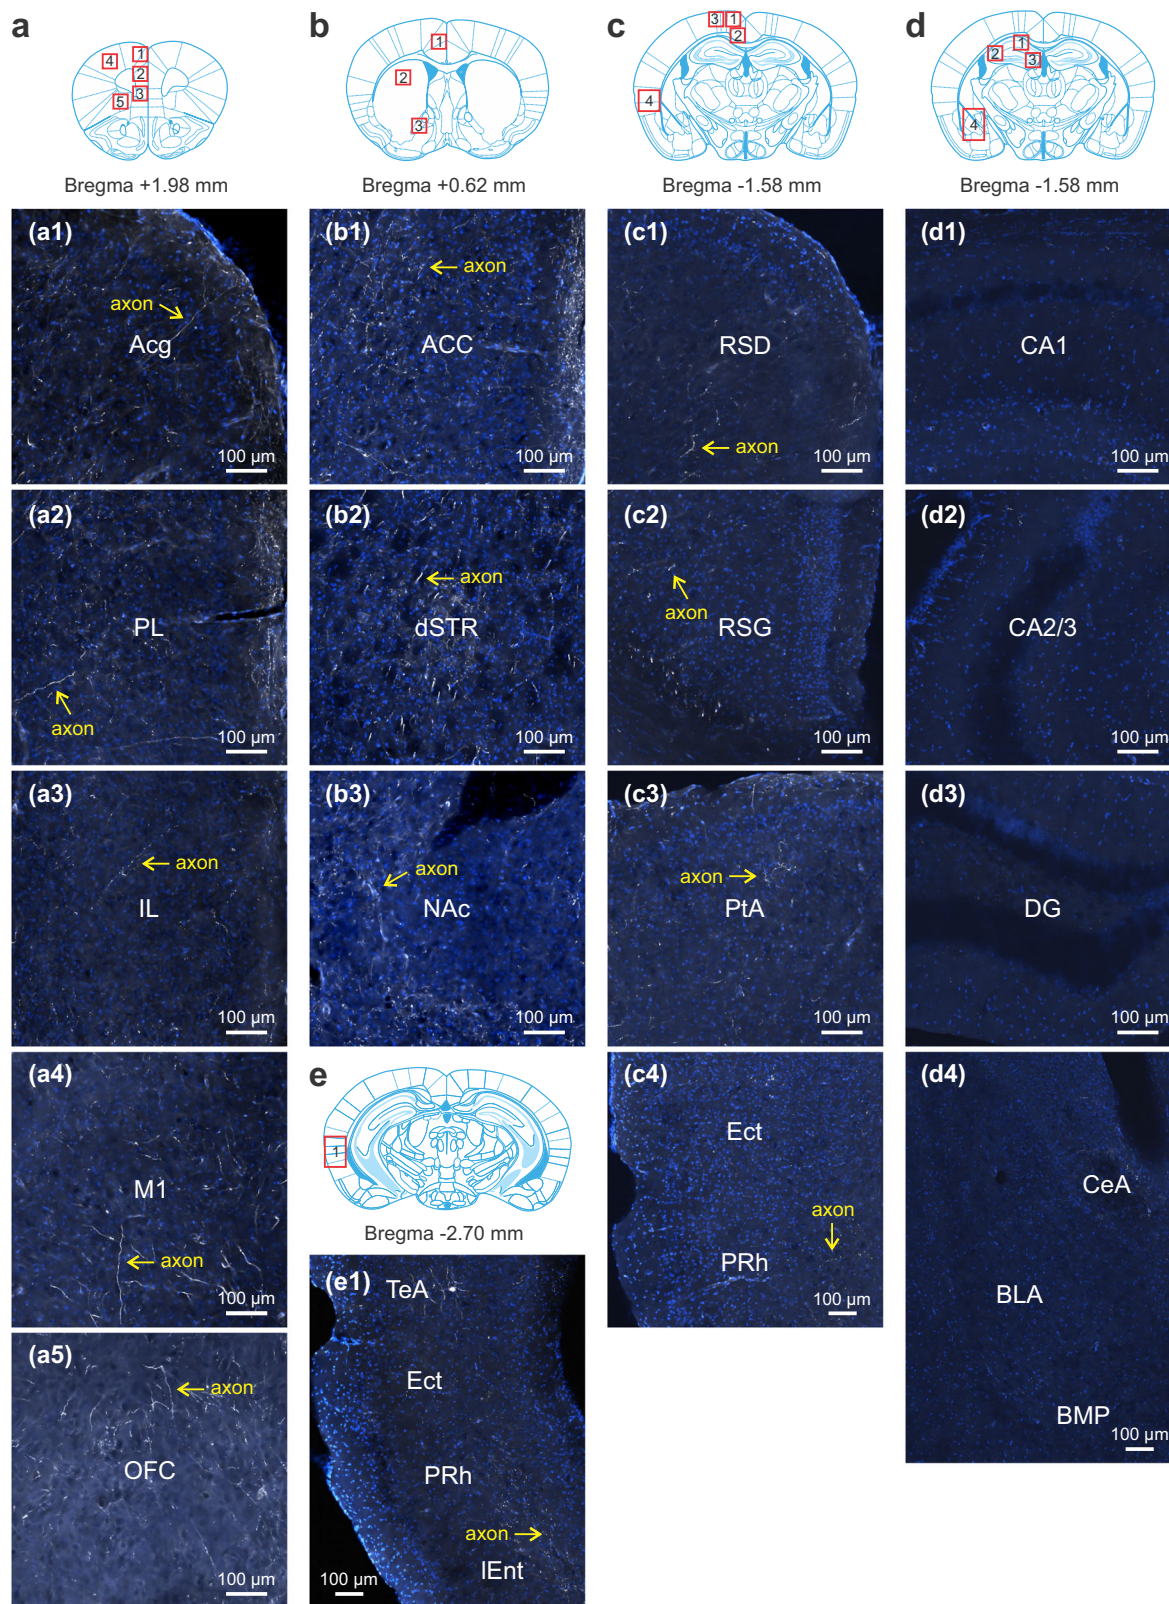 a
4
1
2
3
5
Bregma +1.98 mm
b
1
2
3
Bregma +0.62 mm
c
3
1
2
4
Bregma -1.58 mm
d
1
2
3
4
Bregma -1.58 mm
(a1)
axon
Acg
100 µm
(b1)
axon
ACC
100 µm
(c1)
RSD
axon
100 µm
(d1)
CA1
100 µm
(a2)
PL
axon
100 µm
(b2)
axon
dSTR
100 µm
(c2)
axon
RSG
100 µm
(d2)
CA2/3
100 µm
(a3)
axon
IL
100 µm
(b3)
axon
NAc
100 µm
(c3)
axon
PtA
100 µm
(d3)
DG
100 µm
(a4)
M1
axon
100 µm
e
1
Bregma -2.70 mm
(c4)
Ect
axon
PRh
100 µm
(d4)
CeA
BLA
BMP
100 µm
(a5)
axon
OFC
100 µm
(e1)
TeA
Ect
PRh
axon
lEnt
100 µm